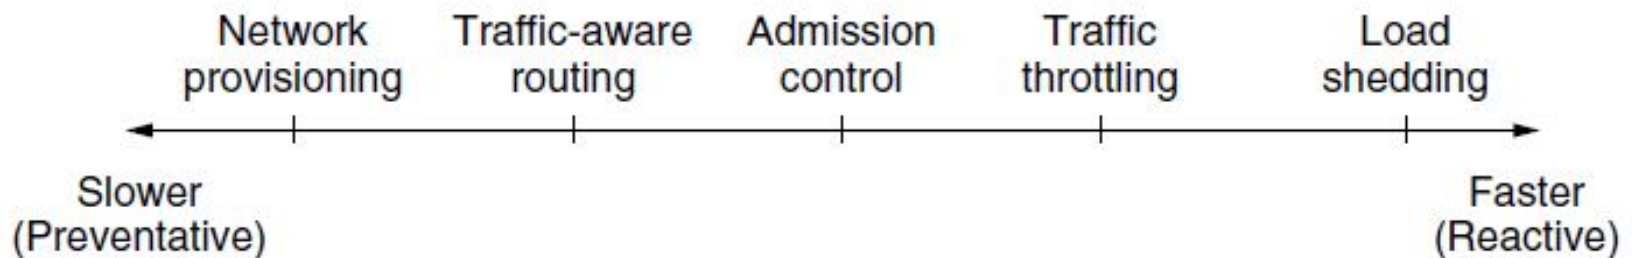 Network Traffic-aware Admission Traffic Load
provisioning routing control throttling shedding
Slower Faster
(Preventative) (Reactive)